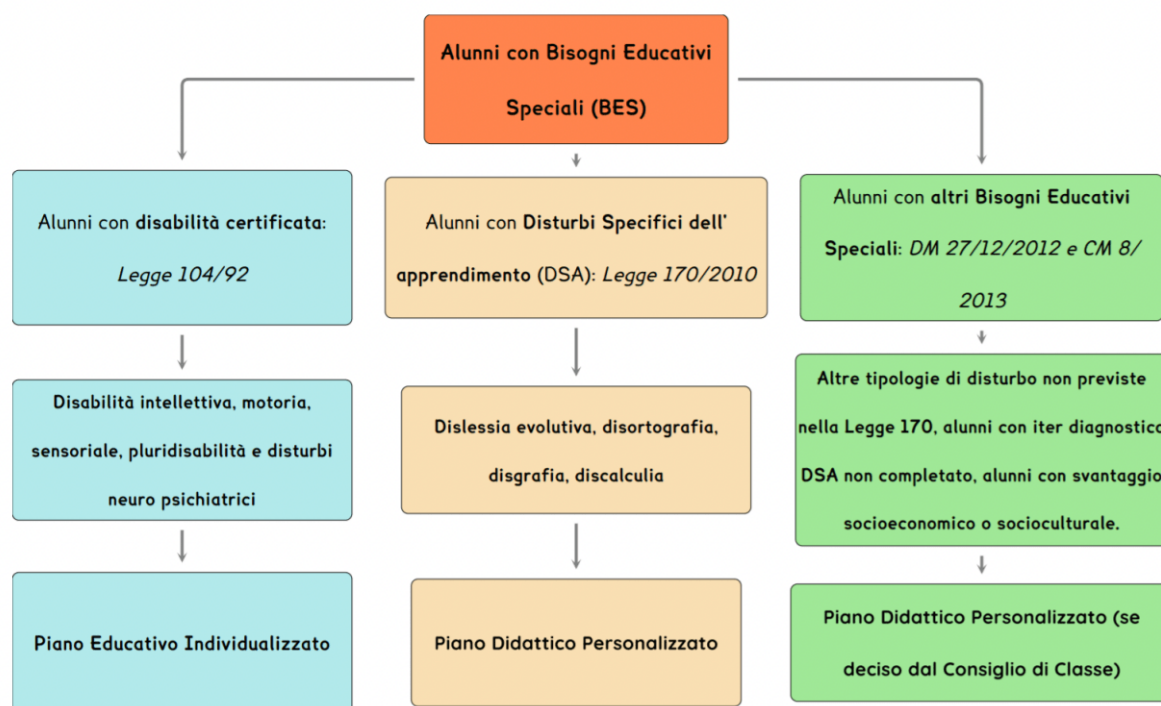 Alunni con Bisogni Educativi
Speciali (BES)
Alunni con disabilità certificata:
Legge 104/92
Alunni con Disturbi Specifici dell'
apprendimento (DSA): Legge 170/2010
Alunni con altri Bisogni Educativi
Speciali: DM 27/12/2012 e CM 8/
2013
Disabilità intellettiva, motoria,
sensoriale, pluridisabilità e disturbi
neuro psichiatrici
Dislessia evolutiva, disortografia,
disgrafia, discalculia
Altre tipologie di disturbo non previste
nella Legge 170, alunni con iter diagnostico
DSA non completato, alunni con svantaggio
socioeconomico o socioculturale.
Piano Educativo Individualizzato
Piano Didattico Personalizzato
Piano Didattico Personalizzato (se
deciso dal Consiglio di Classe)